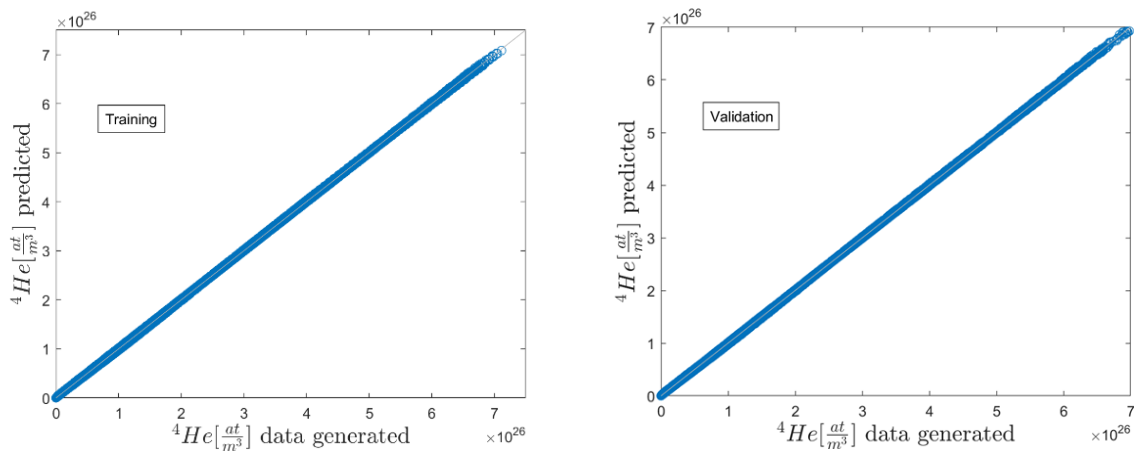 ×10^26
7
6
5
4
3
2
1
0
Training
^4He[at/m^3] predicted
0 1 2 3 4 5 6 7
^4He[at/m^3] data generated
×10^26
×10^26
7
6
5
4
3
2
1
0
Validation
^4He[at/m^3] predicted
0 1 2 3 4 5 6 7
^4He[at/m^3] data generated
×10^26